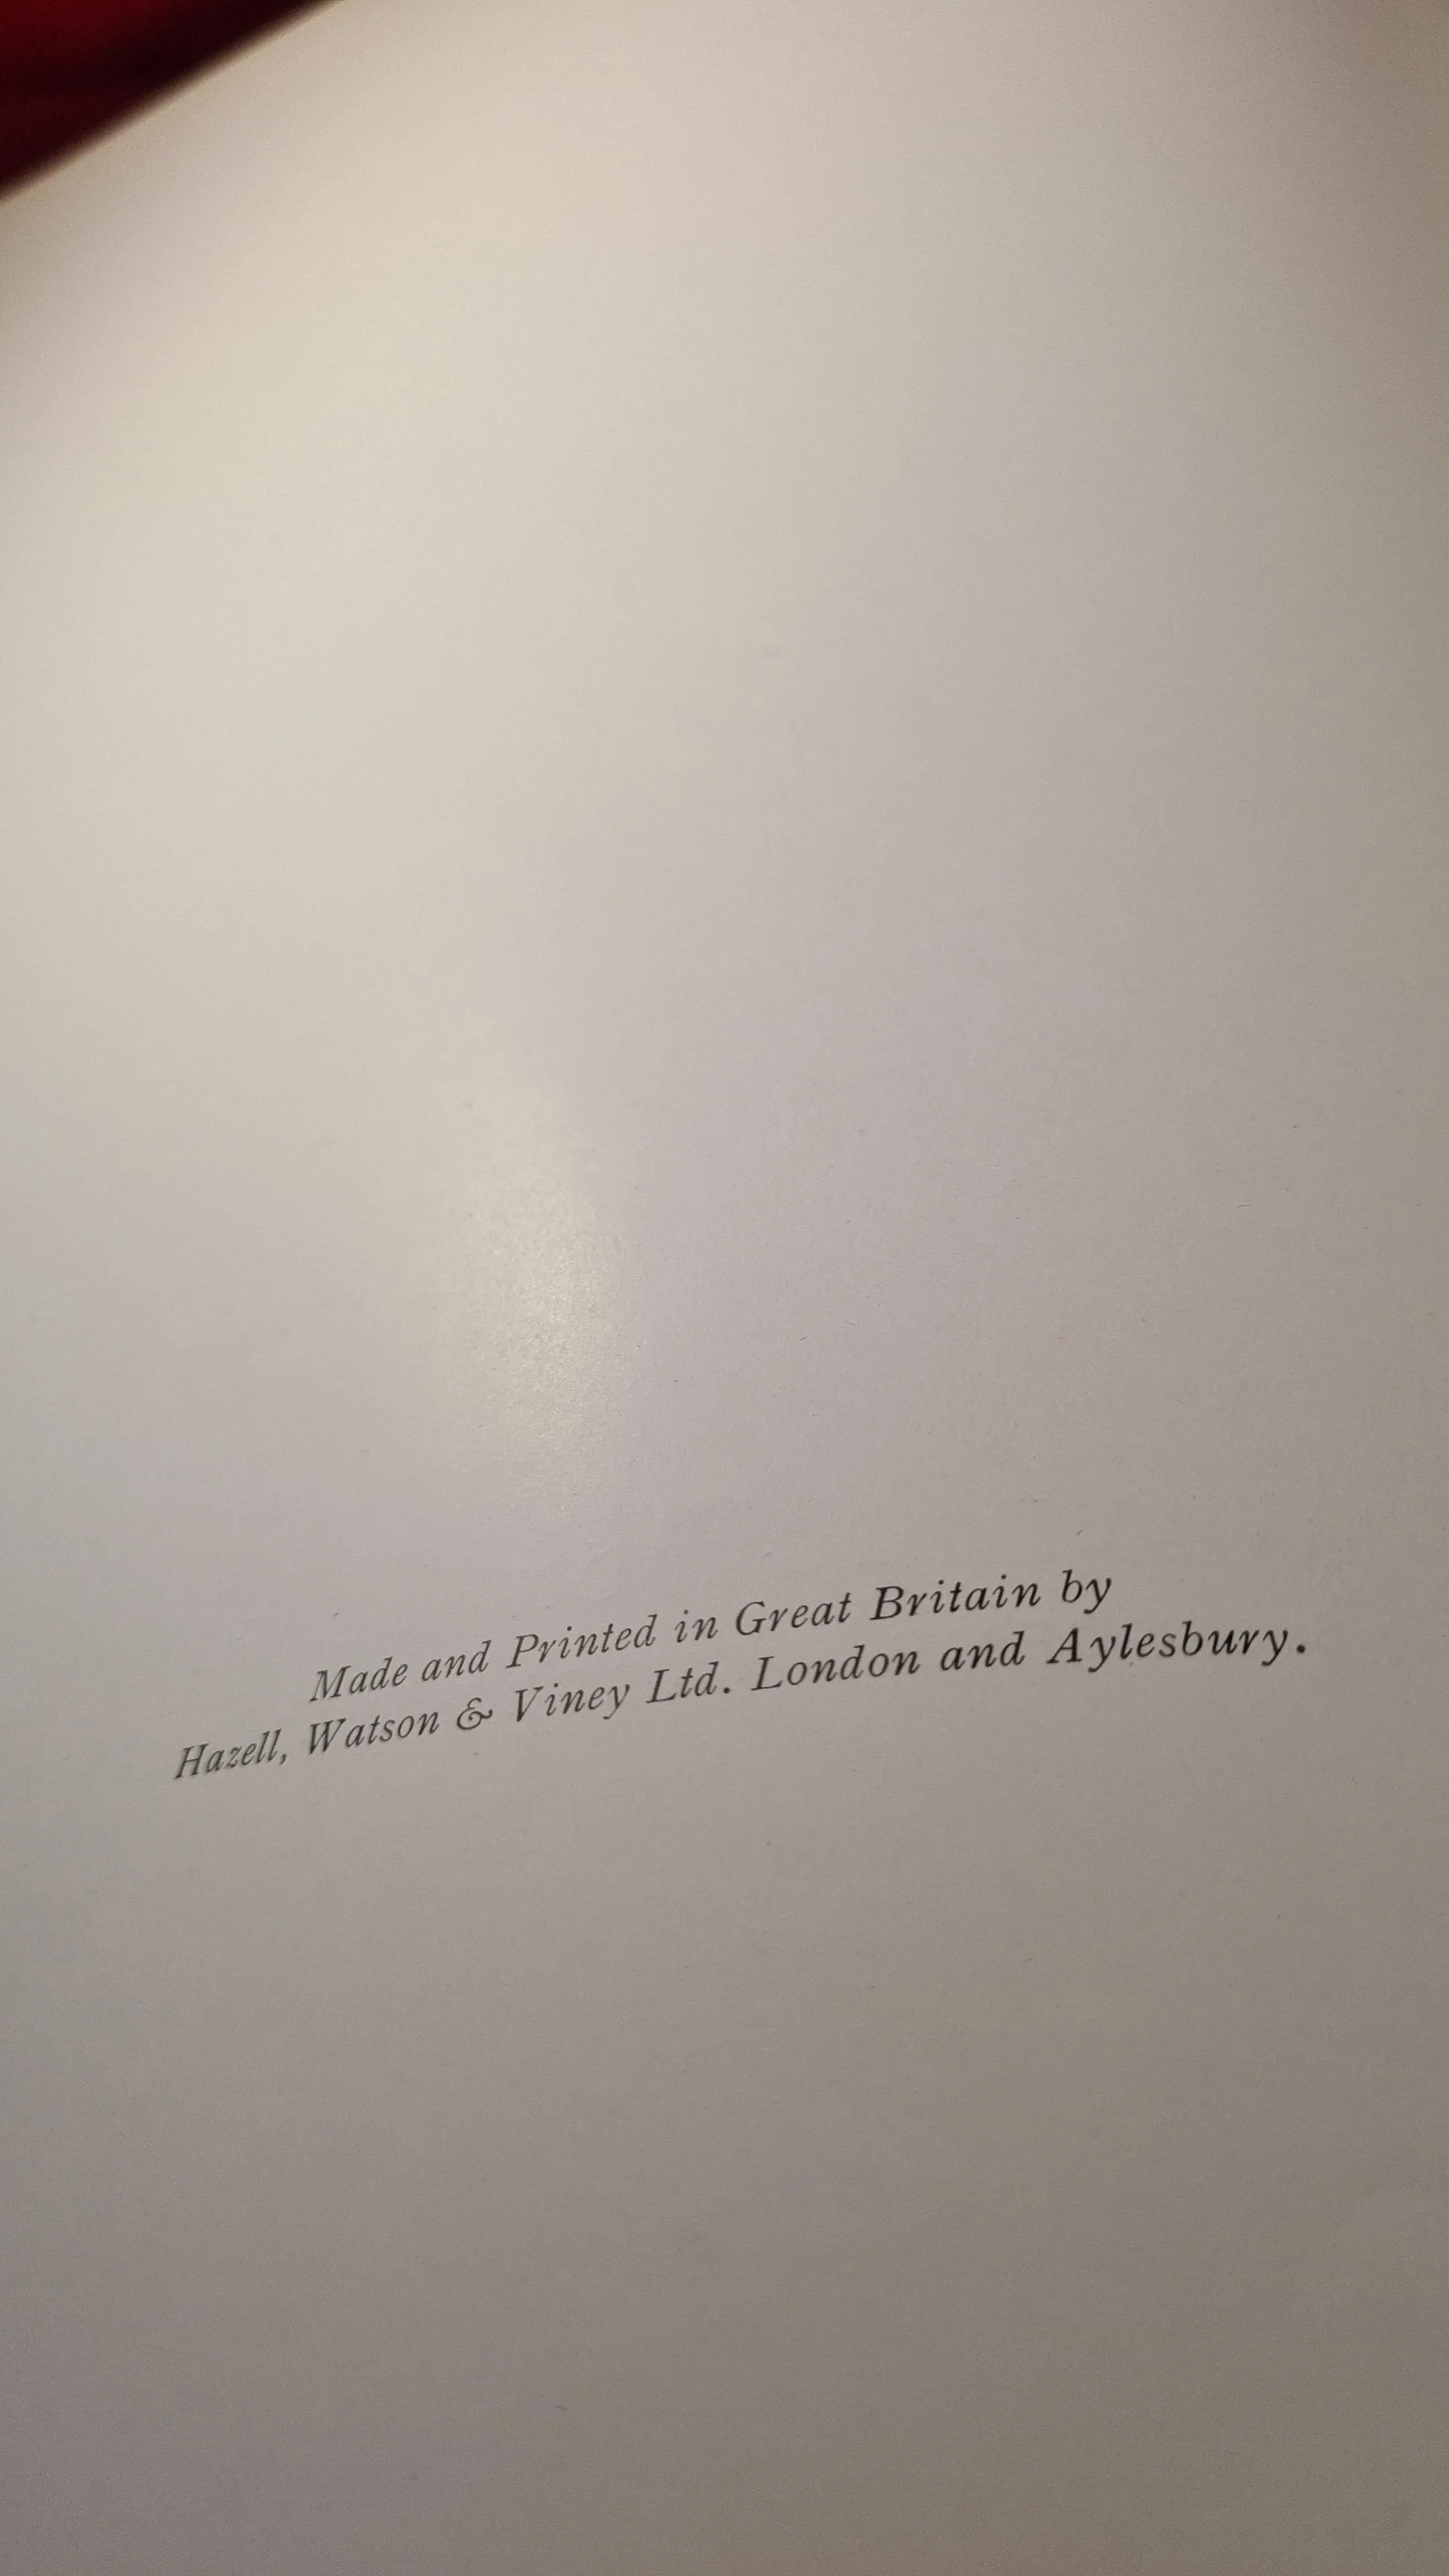 Made and Printed in Great Britain by
Hazell, Watson & Viney Ltd. London and Aylesbury.